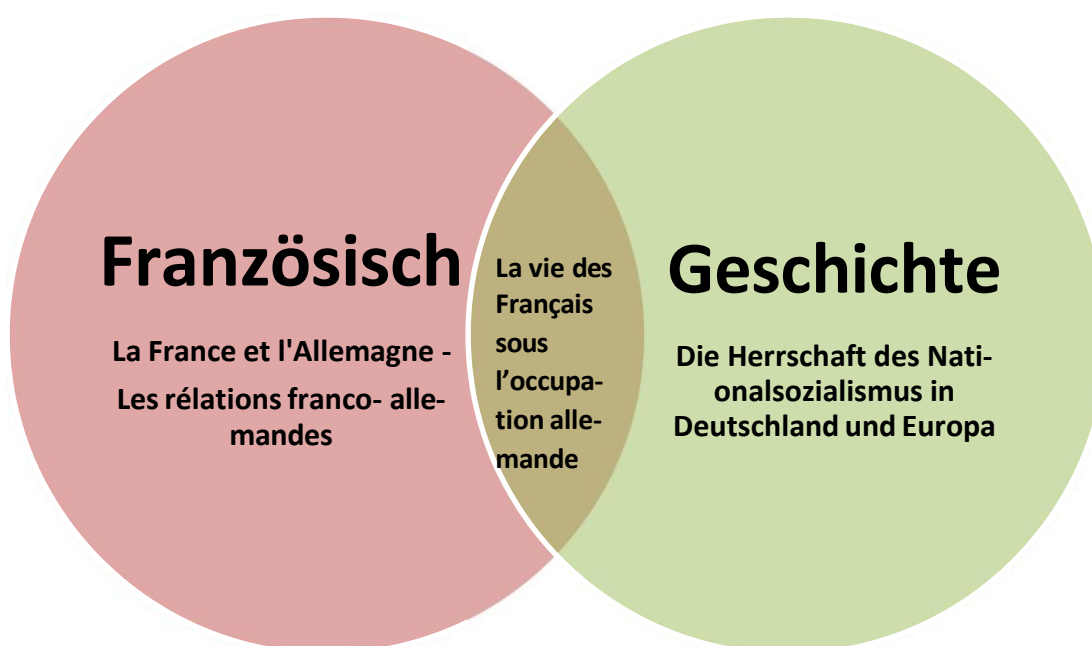 Französisch
La France et l'Allemagne -
Les rélations franco- alle-
mandes
La vie des
Français
sous
l’occupa-
tion alle-
mande
Geschichte
Die Herrschaft des Nati-
onalsozialismus in
Deutschland und Europa